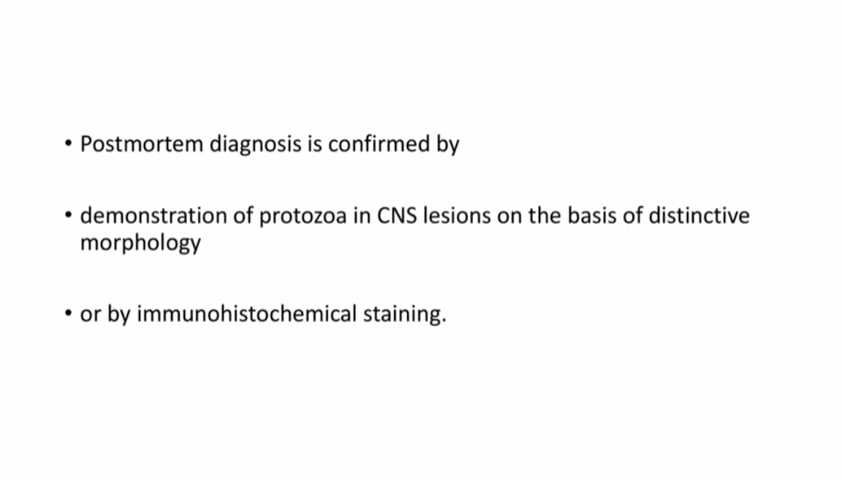 • Postmortem diagnosis is confirmed by
• demonstration of protozoa in CNS lesions on the basis of distinctive
morphology
• or by immunohistochemical staining.